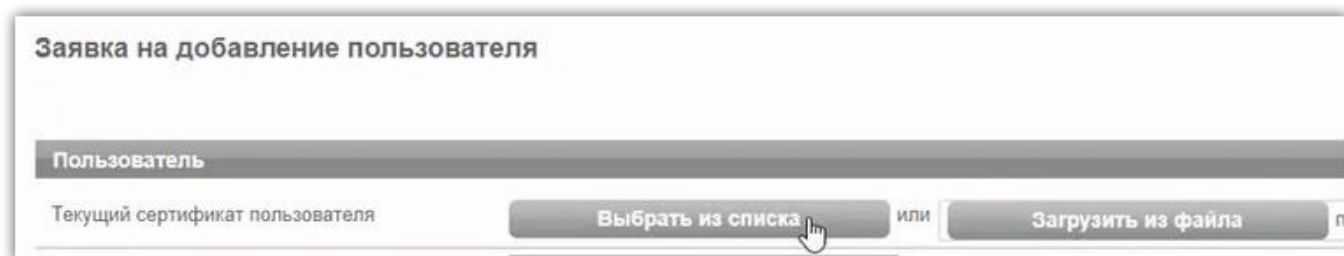 Заявка на добавление пользователя
Пользователь
Текущий сертификат пользователя Выбрать из списка или Загрузить из файла